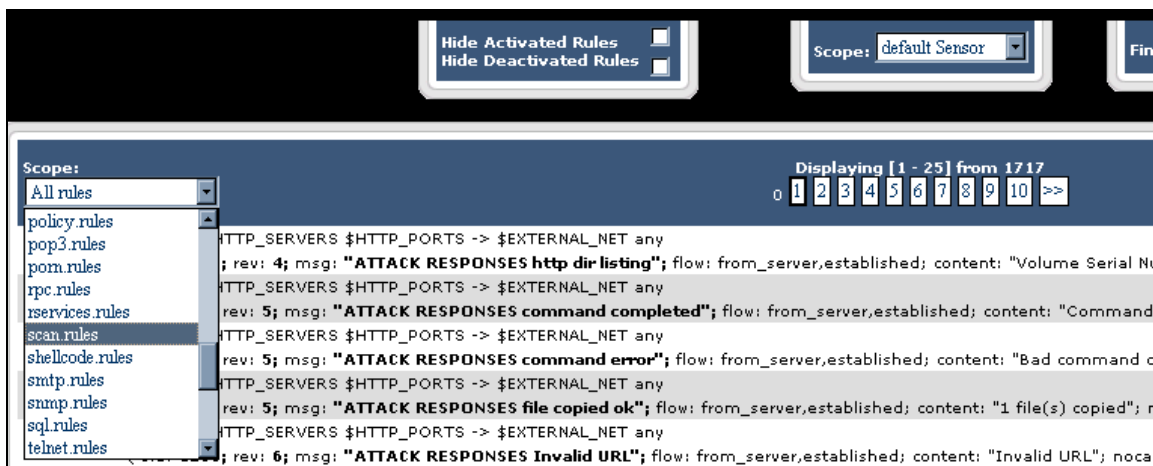 Hide Activated Rules
Hide Deactivated Rules
Scope: default Sensor
Fin
Scope:
All rules
Displaying [1 - 25] from 1717
0 1 2 3 4 5 6 7 8 9 10 >>
policy.rules
pop3.rules
porn.rules
rpc.rules
rservices.rules
scan.rules
shellcode.rules
smtp.rules
snmp.rules
sql.rules
telnet.rules
HTTP_SERVERS $HTTP_PORTS -> $EXTERNAL_NET any
; rev: 4; msg: "ATTACK RESPONSES http dir listing"; flow: from_server,established; content: "Volume Serial Nu
HTTP_SERVERS $HTTP_PORTS -> $EXTERNAL_NET any
rev: 5; msg: "ATTACK RESPONSES command completed"; flow: from_server,established; content: "Command
HTTP_SERVERS $HTTP_PORTS -> $EXTERNAL_NET any
rev: 5; msg: "ATTACK RESPONSES command error"; flow: from_server,established; content: "Bad command
HTTP_SERVERS $HTTP_PORTS -> $EXTERNAL_NET any
rev: 5; msg: "ATTACK RESPONSES file copied ok"; flow: from_server,established; content: "1 file(s) copied";
HTTP_SERVERS $HTTP_PORTS -> $EXTERNAL_NET any
; rev: 6; msg: "ATTACK RESPONSES Invalid URL"; flow: from_server,established; content: "Invalid URL"; noca